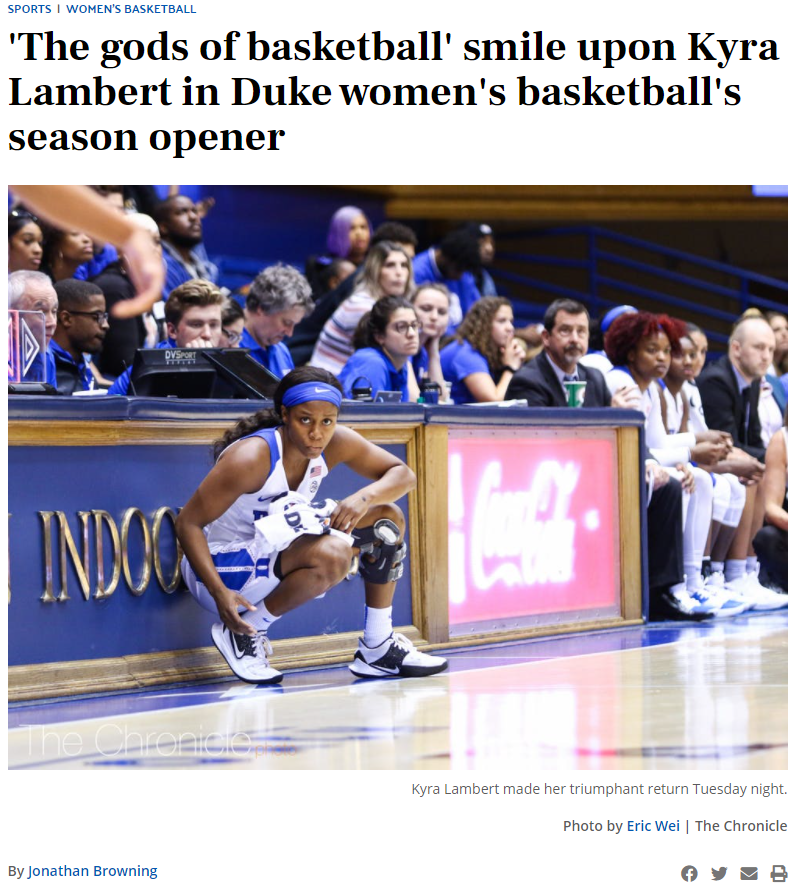 SPORTS | WOMEN'S BASKETBALL
'The gods of basketball' smile upon Kyra
Lambert in Duke women's basketball's
season opener
DVSPORT
REPLAY
INDOO
Coca-Cola
The Chronicle photo
Kyra Lambert made her triumphant return Tuesday night.
Photo by Eric Wei | The Chronicle
By Jonathan Browning